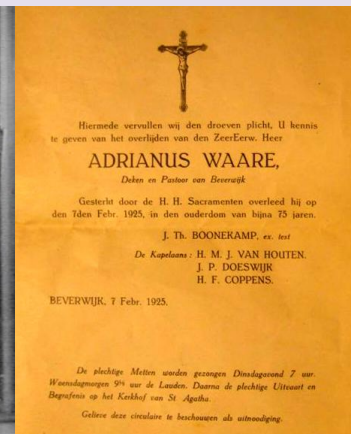 Hiermede vervullen wij den droeven plicht, U kennis
te geven van het overlijden van den ZeerEerw. Heer
ADRIANUS WAARE,
Deken en Pastoor van Beverwijk
Gesterkt door de H. H. Sacramenten overleed hij op
den 7den Febr. 1925, in den ouderdom van bijna 75 jaren.
J. Th. BOONEKAMP, ex. test
De Kapelaans: H. M. J. VAN HOUTEN.
J. P. DOESWIJK
H. F. COPPENS.
BEVERWIJK, 7 Febr. 1925.
De plechtige Metten worden gezongen Dinsdagavond 7 uur.
Woensdagmorgen 9¼ uur de Lauden. Daarna de plechtige Uitvaart en
Begrafenis op het Kerkhof van St Agatha.
Gelieve deze circulaire te beschouwen als uitnoodiging.